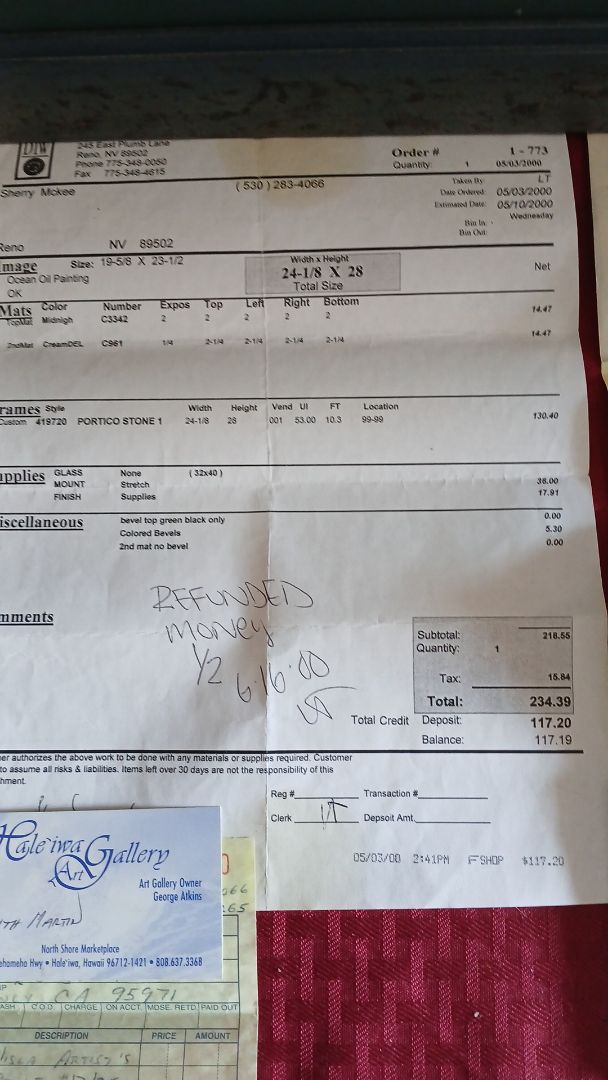 DIW
245 East Plumb Lane
Reno, NV 89502
Phone 775-348-0050
Fax 775-348-4615
Order # 1 - 773
Quantity: 1 05/03/2000
Taken By: LT
Date Ordered: 05/03/2000
Estimated Date: 05/10/2000
Wednesday
Bin In:
Bin Out:
Sherry Mckee ( 530 ) 283-4066
Reno NV 89502
mage Size: 19-5/8 X 23-1/2 Width x Height Net
Ocean Oil Painting 24-1/8 X 28
OK Total Size
Mats Color Number Expos Top Left Right Bottom
TopMat Midnigh C3342 2 2 2 2 2 14.47
2ndMat CreamDEL C961 1/4 2-1/4 2-1/4 2-1/4 2-1/4 14.47
rames Style Width Height Vend UI FT Location
Custom 419720 PORTICO STONE 1 24-1/8 28 001 53.00 10.3 99-99 130.40
upplies GLASS None ( 32x40 )
MOUNT Stretch 36.00
FINISH Supplies 17.91
iscellaneous bevel top green black only 0.00
Colored Bevels 5.30
2nd mat no bevel 0.00
mments
REFUNDED
MONEY
1/2 6.16.00
LT
Subtotal: 218.55
Quantity: 1
Tax: 15.84
Total: 234.39
Total Credit Deposit: 117.20
Balance: 117.19
er authorizes the above work to be done with any materials or supplies required. Customer
to assume all risks & liabilities. Items left over 30 days are not the responsibility of this
hment.
Reg # Transaction #
Clerk LT Depsoit Amt.
05/03/00 2:41PM FSHOP $117.20
Hale'iwa
Art Gallery
Art Gallery Owner
George Atkins
MARTIN
North Shore Marketplace
ehameha Hwy • Hale'iwa, Hawaii 96712-1421 • 808.637.3368
066
265
CA 95971
ASH C.O.D. CHARGE ON ACCT. MDSE. RETD. PAID OUT
DESCRIPTION PRICE AMOUNT
ARTIST'S